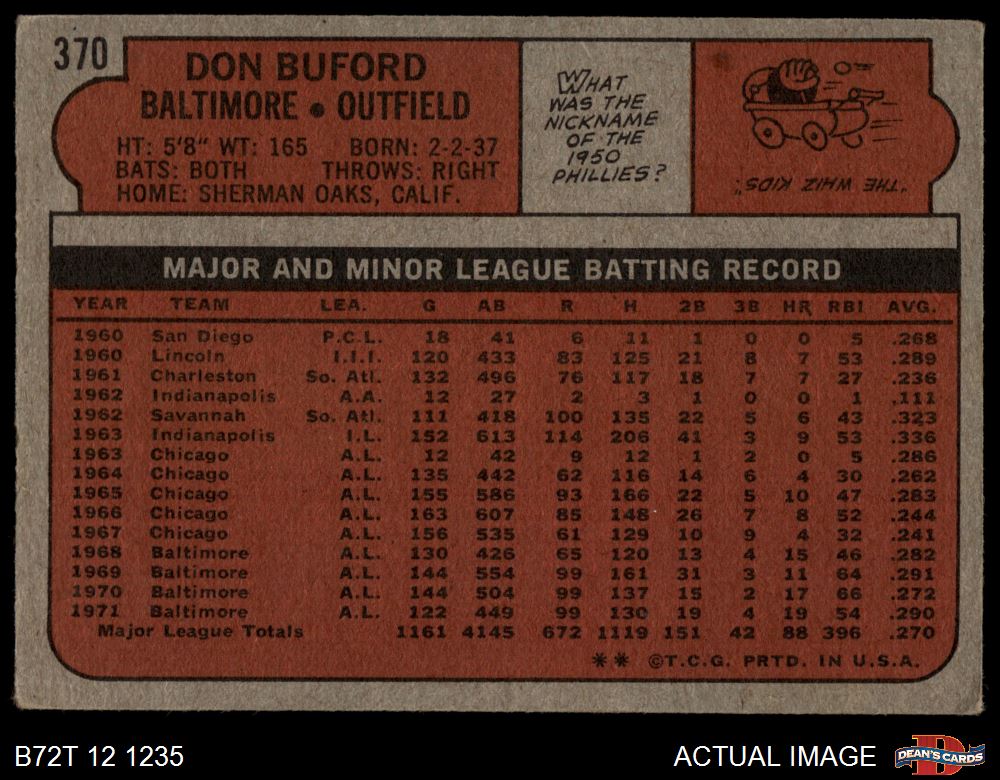 370
DON BUFORD
BALTIMORE • OUTFIELD
HT: 5'8" WT: 165 BORN: 2-2-37
BATS: BOTH THROWS: RIGHT
HOME: SHERMAN OAKS, CALIF.
WHAT
WAS THE
NICKNAME
OF THE
1950
PHILLIES?
"THE WHIZ KIDS."
MAJOR AND MINOR LEAGUE BATTING RECORD
YEAR TEAM LEA. G AB R H 2B 3B HR RBI AVG.
1960 San Diego P.C.L. 18 41 6 11 1 0 0 5 .268
1960 Lincoln I.I.I. 120 433 83 125 21 8 7 53 .289
1961 Charleston So. Atl. 132 496 76 117 18 7 7 27 .236
1962 Indianapolis A.A. 12 27 2 3 1 0 0 1 .111
1962 Savannah So. Atl. 111 418 100 135 22 5 6 43 .323
1963 Indianapolis I.L. 152 613 114 206 41 3 9 53 .336
1963 Chicago A.L. 12 42 9 12 1 2 0 5 .286
1964 Chicago A.L. 135 442 62 116 14 6 4 30 .262
1965 Chicago A.L. 155 586 93 166 22 5 10 47 .283
1966 Chicago A.L. 163 607 85 148 26 7 8 52 .244
1967 Chicago A.L. 156 535 61 129 10 9 4 32 .241
1968 Baltimore A.L. 130 426 65 120 13 4 15 46 .282
1969 Baltimore A.L. 144 554 99 161 31 3 11 64 .291
1970 Baltimore A.L. 144 504 99 137 15 2 17 66 .272
1971 Baltimore A.L. 122 449 99 130 19 4 19 54 .290
Major League Totals 1161 4145 672 1119 151 42 88 396 .270
** ©T.C.G. PRTD. IN U.S.A.
B72T 12 1235
ACTUAL IMAGE
DEAN'S CARDS